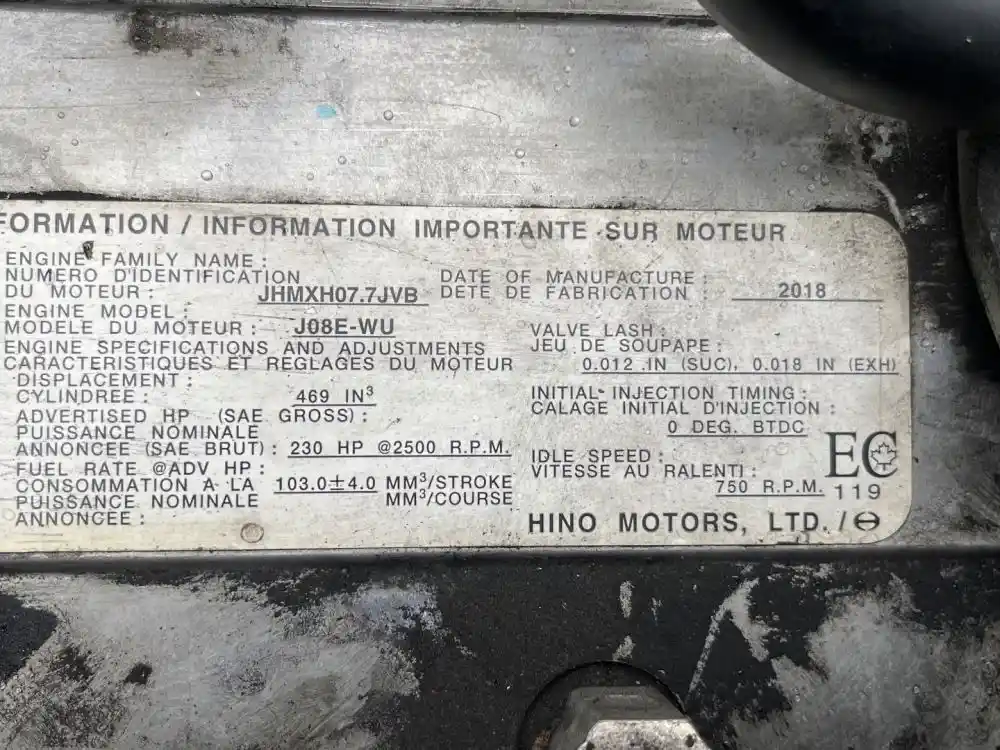 FORMATION / INFORMATION IMPORTANTE SUR MOTEUR
ENGINE FAMILY NAME :
NUMERO D'IDENTIFICATION
DU MOTEUR : JHMXH07.7JVB
ENGINE MODEL :
MODELE DU MOTEUR : J08E-WU
ENGINE SPECIFICATIONS AND ADJUSTMENTS
CARACTERISTIQUES ET REGLAGES DU MOTEUR
DISPLACEMENT :
CYLINDREE : 469 IN³
ADVERTISED HP (SAE GROSS) :
PUISSANCE NOMINALE
ANNONCEE (SAE BRUT) : 230 HP @2500 R.P.M.
FUEL RATE @ADV HP :
CONSOMMATION A LA 103.0±4.0 MM³/STROKE
PUISSANCE NOMINALE MM³/COURSE
ANNONCEE :
DATE OF MANUFACTURE :
DETE DE FABRICATION : 2018
VALVE LASH :
JEU DE SOUPAPE :
0.012 IN (SUC), 0.018 IN (EXH)
INITIAL INJECTION TIMING :
CALAGE INITIAL D'INJECTION :
0 DEG. BTDC
IDLE SPEED :
VITESSE AU RALENTI :
750 R.P.M.
EC
119
HINO MOTORS, LTD. /